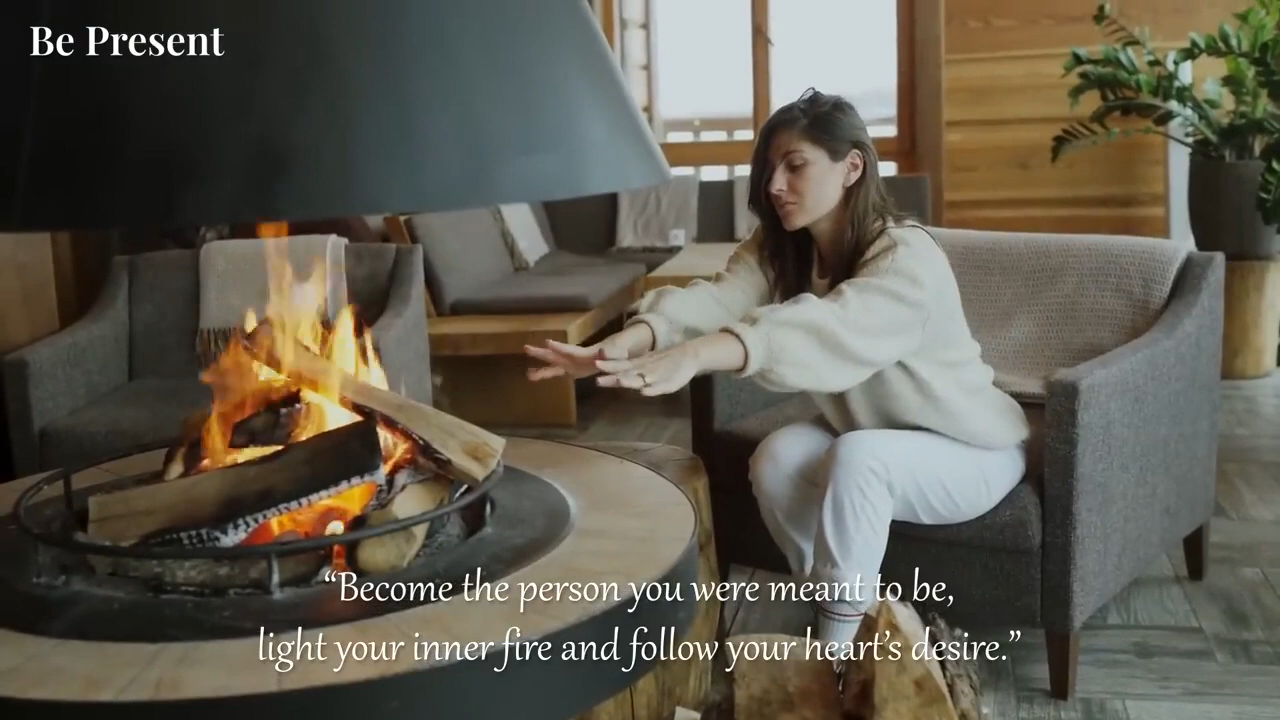 Be Present
“Become the person you were meant to be,
light your inner fire and follow your heart’s desire.”